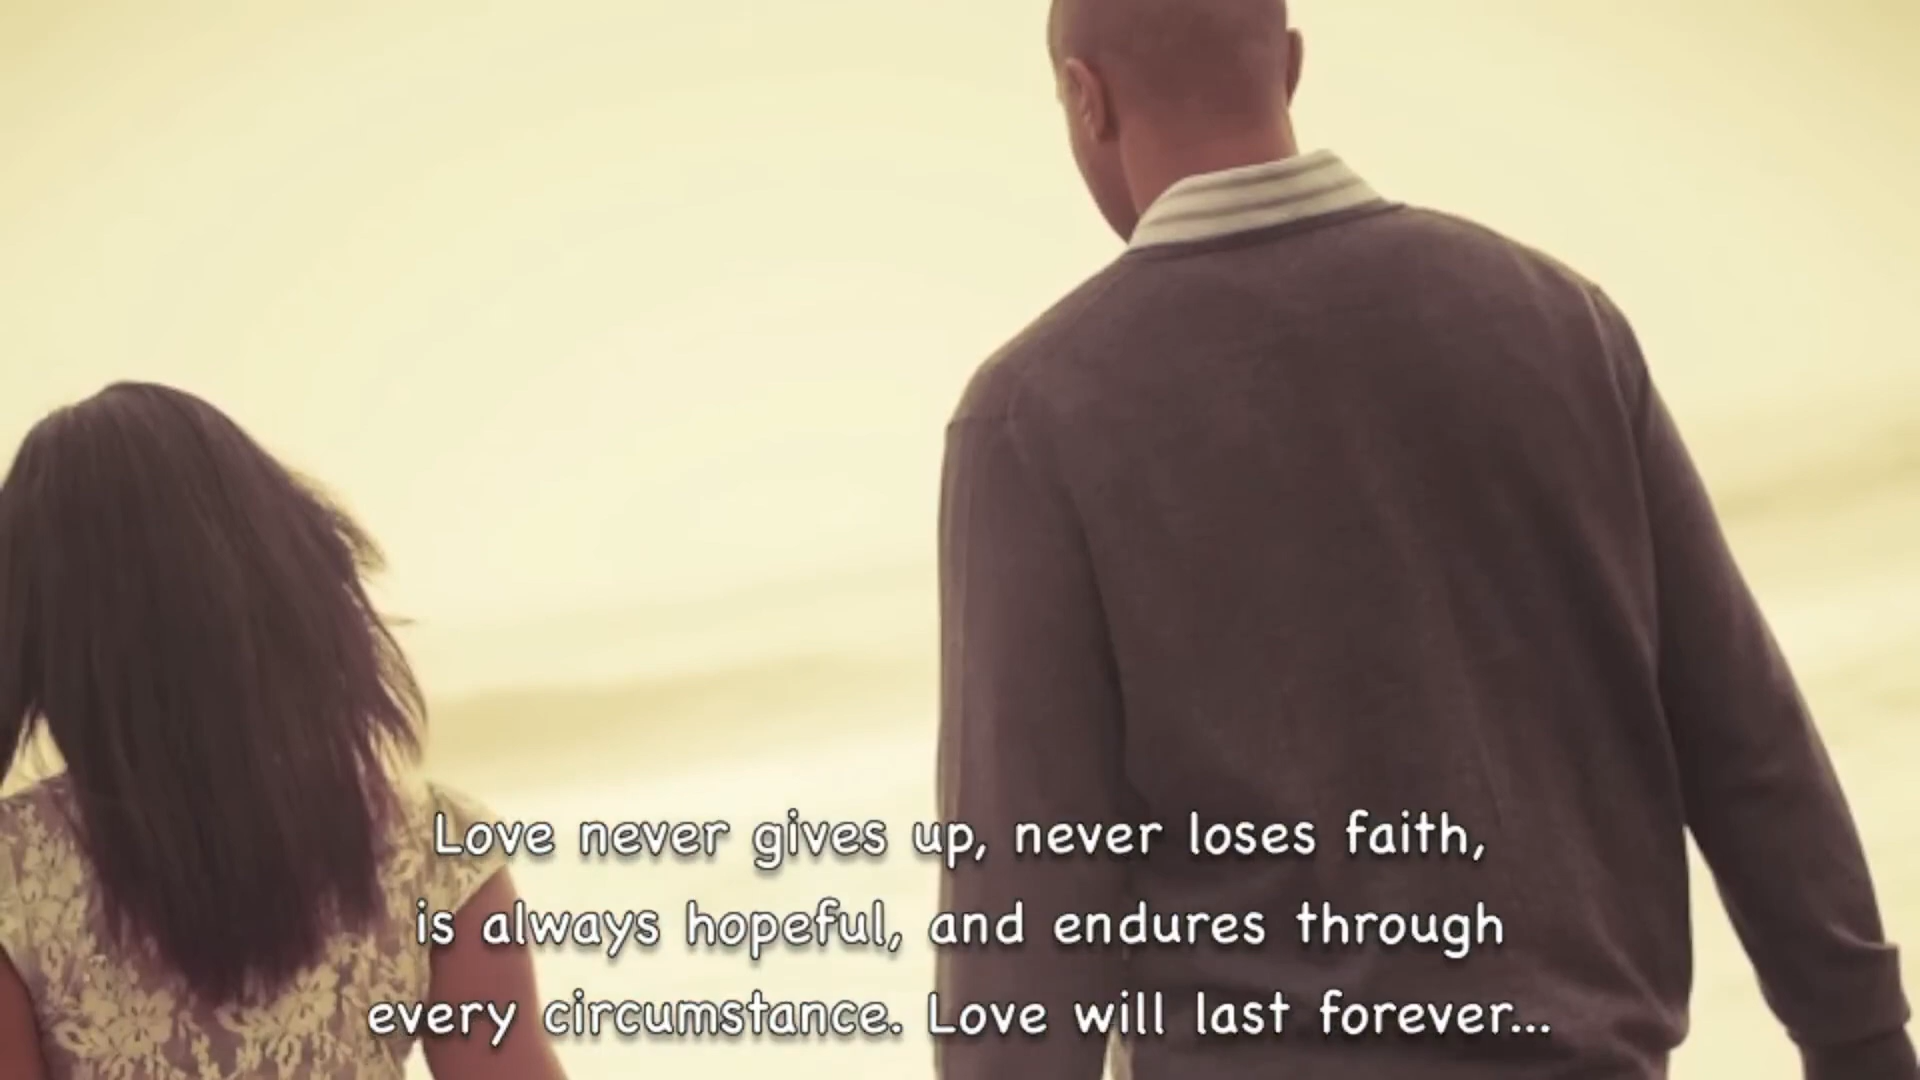 Love never gives up, never loses faith,
is always hopeful, and endures through
every circumstance. Love will last forever...